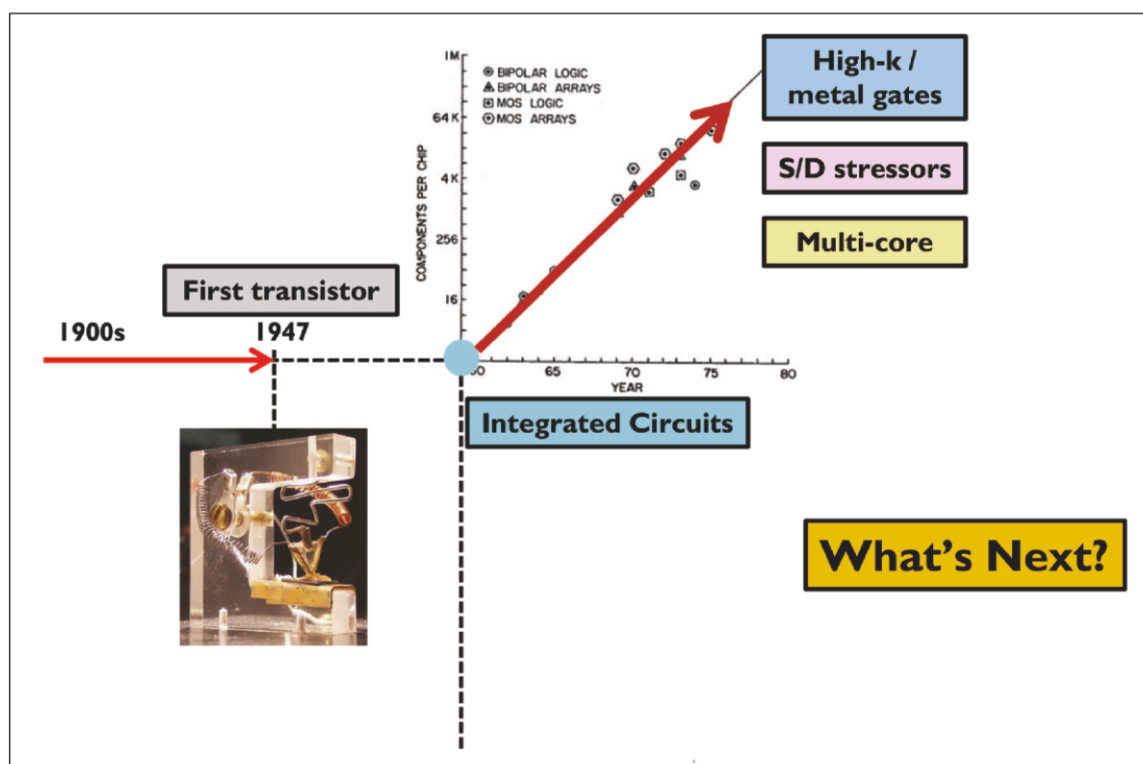 1M
64K
4K
256
16
COMPONENTS PER CHIP
BIPOLAR LOGIC
BIPOLAR ARRAYS
MOS LOGIC
MOS ARRAYS
High-k /
metal gates
S/D stressors
Multi-core
First transistor
1900s
1947
60
65
70
75
80
YEAR
Integrated Circuits
What's Next?